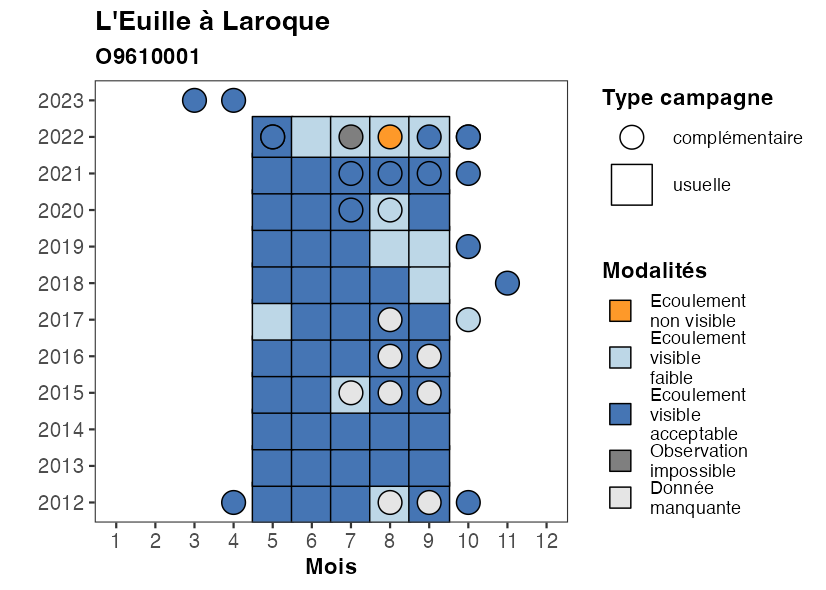 L'Euille à Laroque
O9610001
2023
2022
2021
2020
2019
2018
2017
2016
2015
2014
2013
2012
1 2 3 4 5 6 7 8 9 10 11 12
Mois
Type campagne
complémentaire
usuelle
Modalités
Ecoulement
non visible
Ecoulement
visible
faible
Ecoulement
visible
acceptable
Observation
impossible
Donnée
manquante